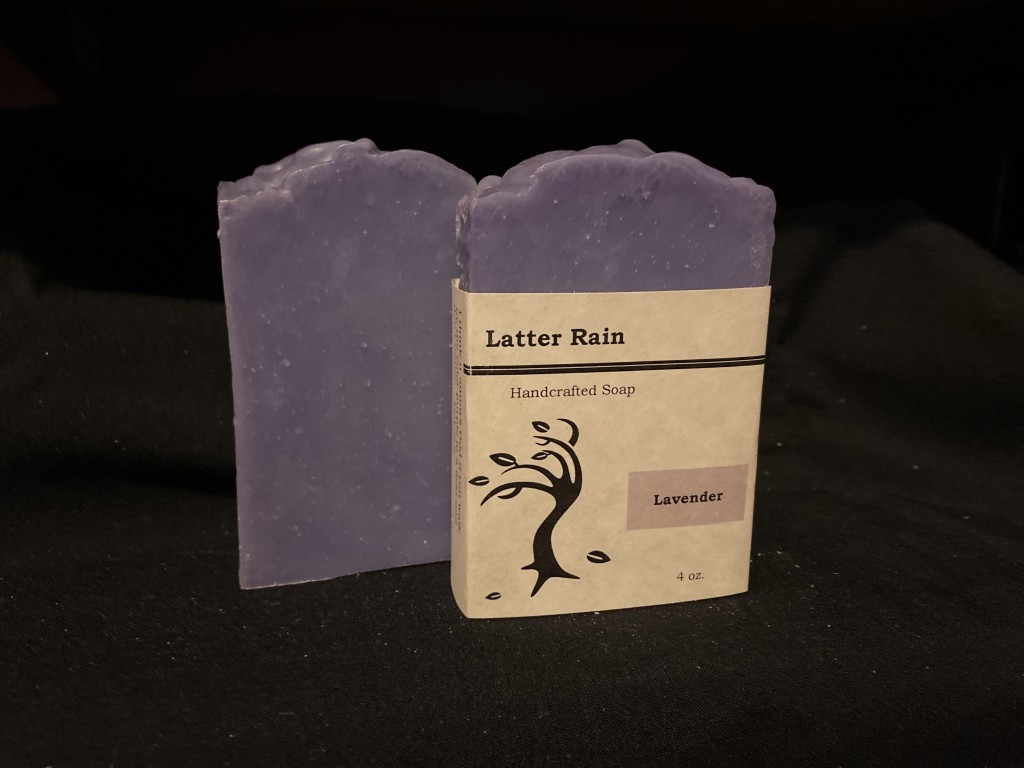 Latter Rain
Handcrafted Soap
Lavender
4 oz.